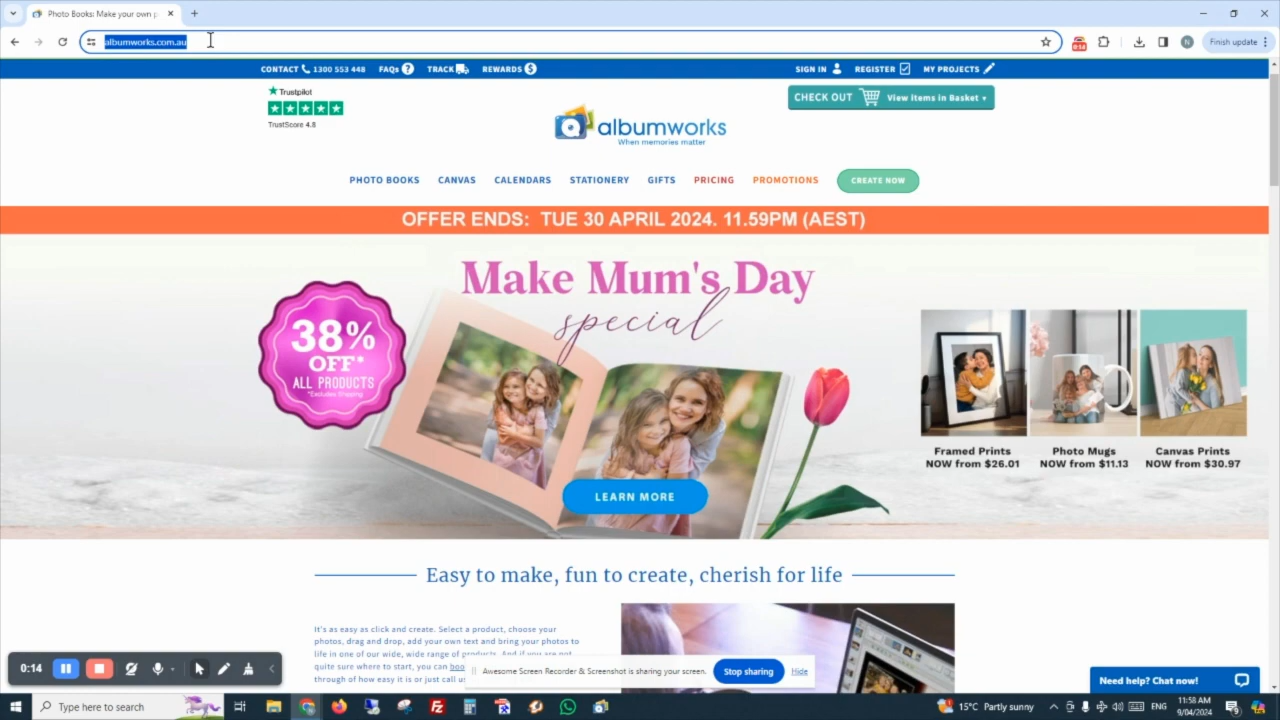 Photo Books: Make your own p
albumworks.com.au
0:14
N
Finish update
CONTACT 1300 553 448 FAQs ? TRACK REWARDS $
SIGN IN REGISTER MY PROJECTS
Trustpilot
TrustScore 4.8
CHECK OUT View items in Basket
albumworks
When memories matter
PHOTO BOOKS CANVAS CALENDARS STATIONERY GIFTS PRICING PROMOTIONS CREATE NOW
OFFER ENDS: TUE 30 APRIL 2024. 11.59PM (AEST)
Make Mum's Day
special
38%
OFF*
ALL PRODUCTS
*Excludes Shipping
LEARN MORE
Framed Prints
NOW from $26.01
Photo Mugs
NOW from $11.13
Canvas Prints
NOW from $30.97
Easy to make, fun to create, cherish for life
It's as easy as click and create. Select a product, choose your
photos, drag and drop, add your own text and bring your photos to
life in one of our wide, wide range of products. And if you are not
quite sure where to start, you can boo
through of how easy it is or just call us
0:14
Awesome Screen Recorder & Screenshot is sharing your screen. Stop sharing Hide
Need help? Chat now!
Type here to search
15°C Partly sunny
ENG
11:58 AM
9/04/2024